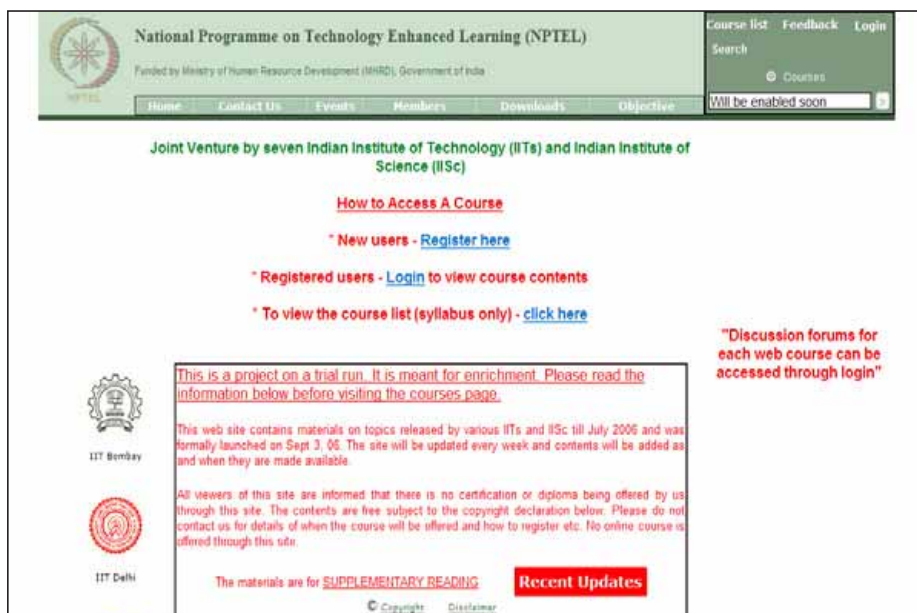 National Programme on Technology Enhanced Learning (NPTEL)
Funded by Ministry of Human Resource Development (MHRD), Government of India
NPTEL
Course list Feedback Login
Search
Courses
Will be enabled soon
Home Contact Us Events Members Downloads Objective
Joint Venture by seven Indian Institute of Technology (IITs) and Indian Institute of
Science (IISc)
How to Access A Course
* New users - Register here
* Registered users - Login to view course contents
* To view the course list (syllabus only) - click here
"Discussion forums for
each web course can be
accessed through login"
IIT Bombay
IIT Delhi
This is a project on a trial run. It is meant for enrichment. Please read the
information below before visiting the courses page.
This web site contains materials on topics released by various IITs and IISc till July 2006 and was
formally launched on Sept 3, 06. The site will be updated every week and contents will be added as
and when they are made available.
All viewers of this site are informed that there is no certification or diploma being offered by us
through this site. The contents are free subject to the copyright declaration below. Please do not
contact us for details of when the course will be offered and how to register etc. No online course is
offered through this site.
The materials are for SUPPLEMENTARY READING
Recent Updates
© Copyright Disclaimer